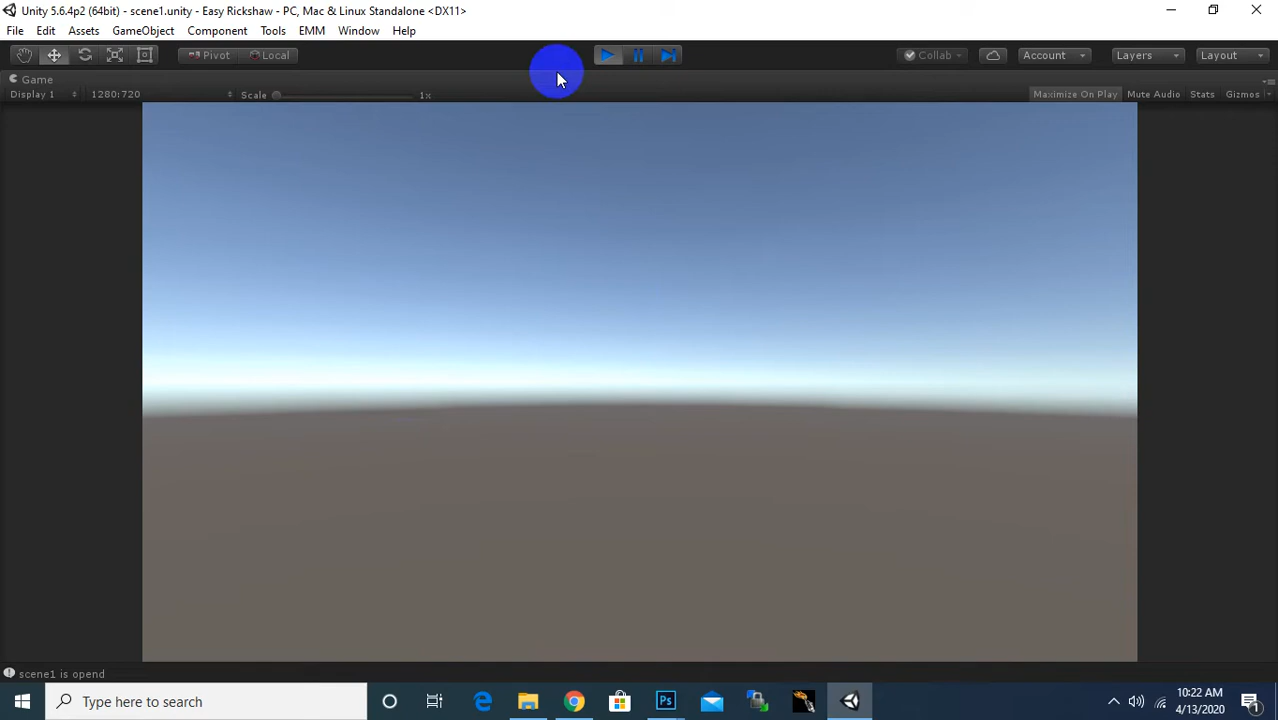 Unity 5.6.4p2 (64bit) - scene1.unity - Easy Rickshaw - PC, Mac & Linux Standalone <DX11>
File Edit Assets GameObject Component Tools EMM Window Help
Pivot Local Collab Account Layers Layout
Game
Display 1 1280:720 Scale 1x Maximize On Play Mute Audio Stats Gizmos
scene1 is opend
Type here to search
Ps
10:22 AM
4/13/2020
1